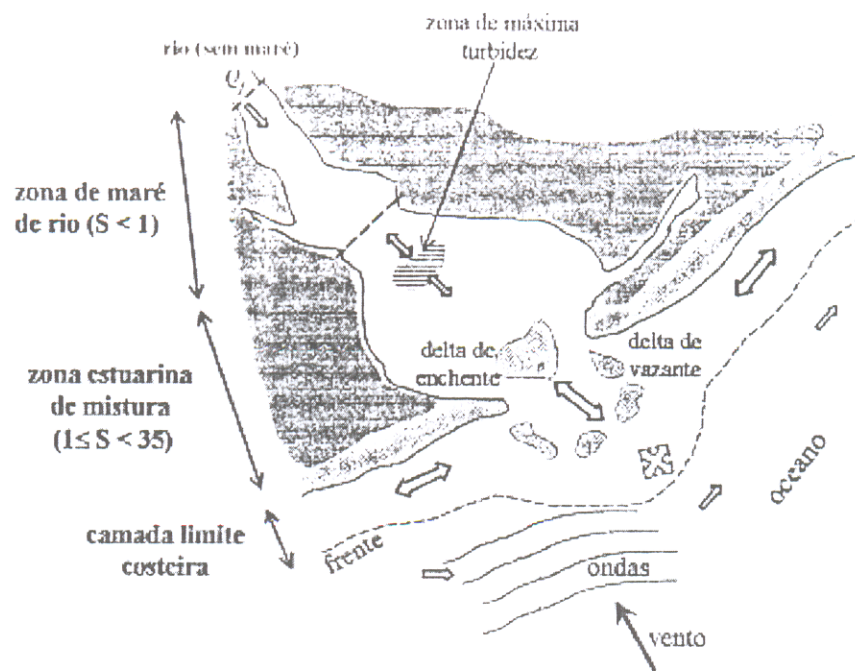 zona de máxima
turbidez
rio (sem maré)
Qf
zona de maré
de rio (S < 1)
delta de
enchente
delta de
vazante
zona estuarina
de mistura
(1≤ S < 35)
oceano
camada limite
costeira
frente
ondas
vento